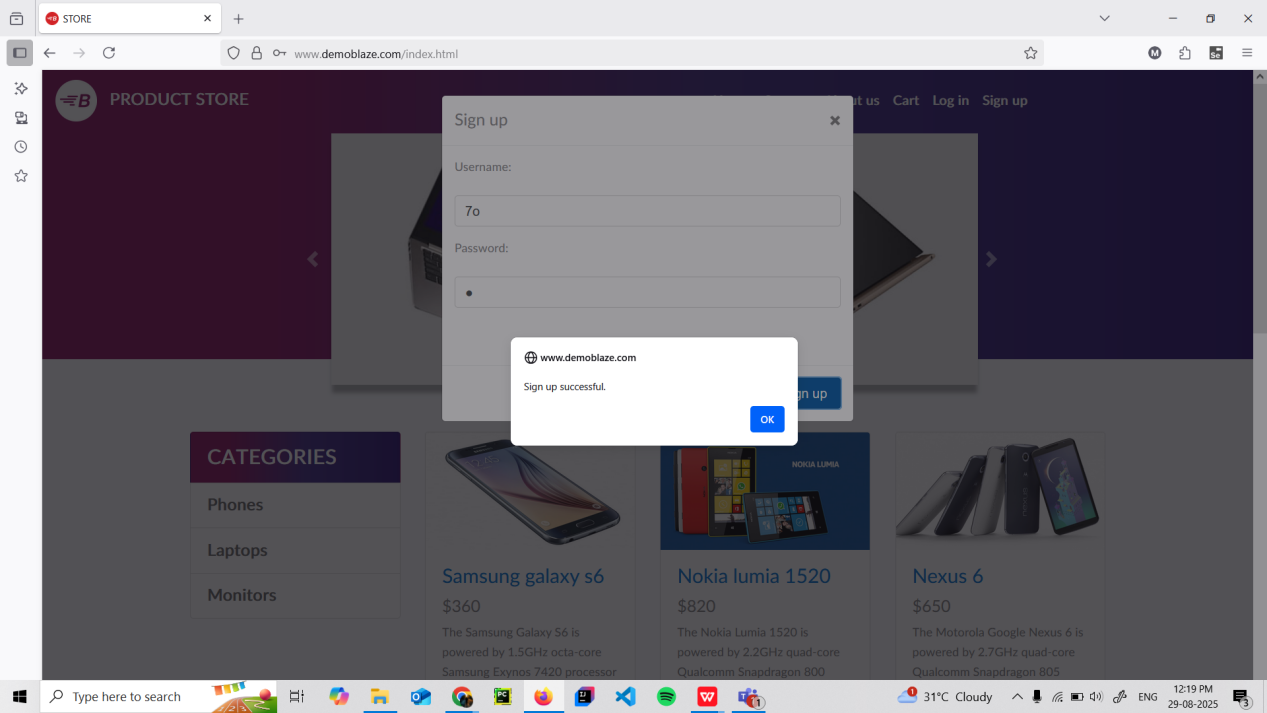 STORE
www.demoblaze.com/index.html
PRODUCT STORE
ut us
Cart
Log in
Sign up
Sign up
Username:
7o
Password:
www.demoblaze.com
Sign up successful.
gn up
OK
CATEGORIES
Phones
Laptops
Monitors
NOKIA LUMIA
Samsung galaxy s6
$360
The Samsung Galaxy S6 is
powered by 1.5GHz octa-core
Samsung Exynos 7420 processor
Nokia lumia 1520
$820
The Nokia Lumia 1520 is
powered by 2.2GHz quad-core
Qualcomm Snapdragon 800
Nexus 6
$650
The Motorola Google Nexus 6 is
powered by 2.7GHz quad-core
Qualcomm Snapdragon 805
Type here to search
31°C Cloudy
ENG
12:19 PM
29-08-2025